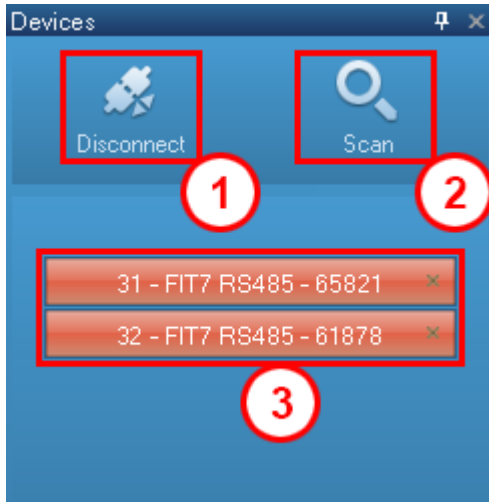 Devices
Disconnect
Scan
1
2
31 - FIT7 RS485 - 65821
32 - FIT7 RS485 - 61878
3